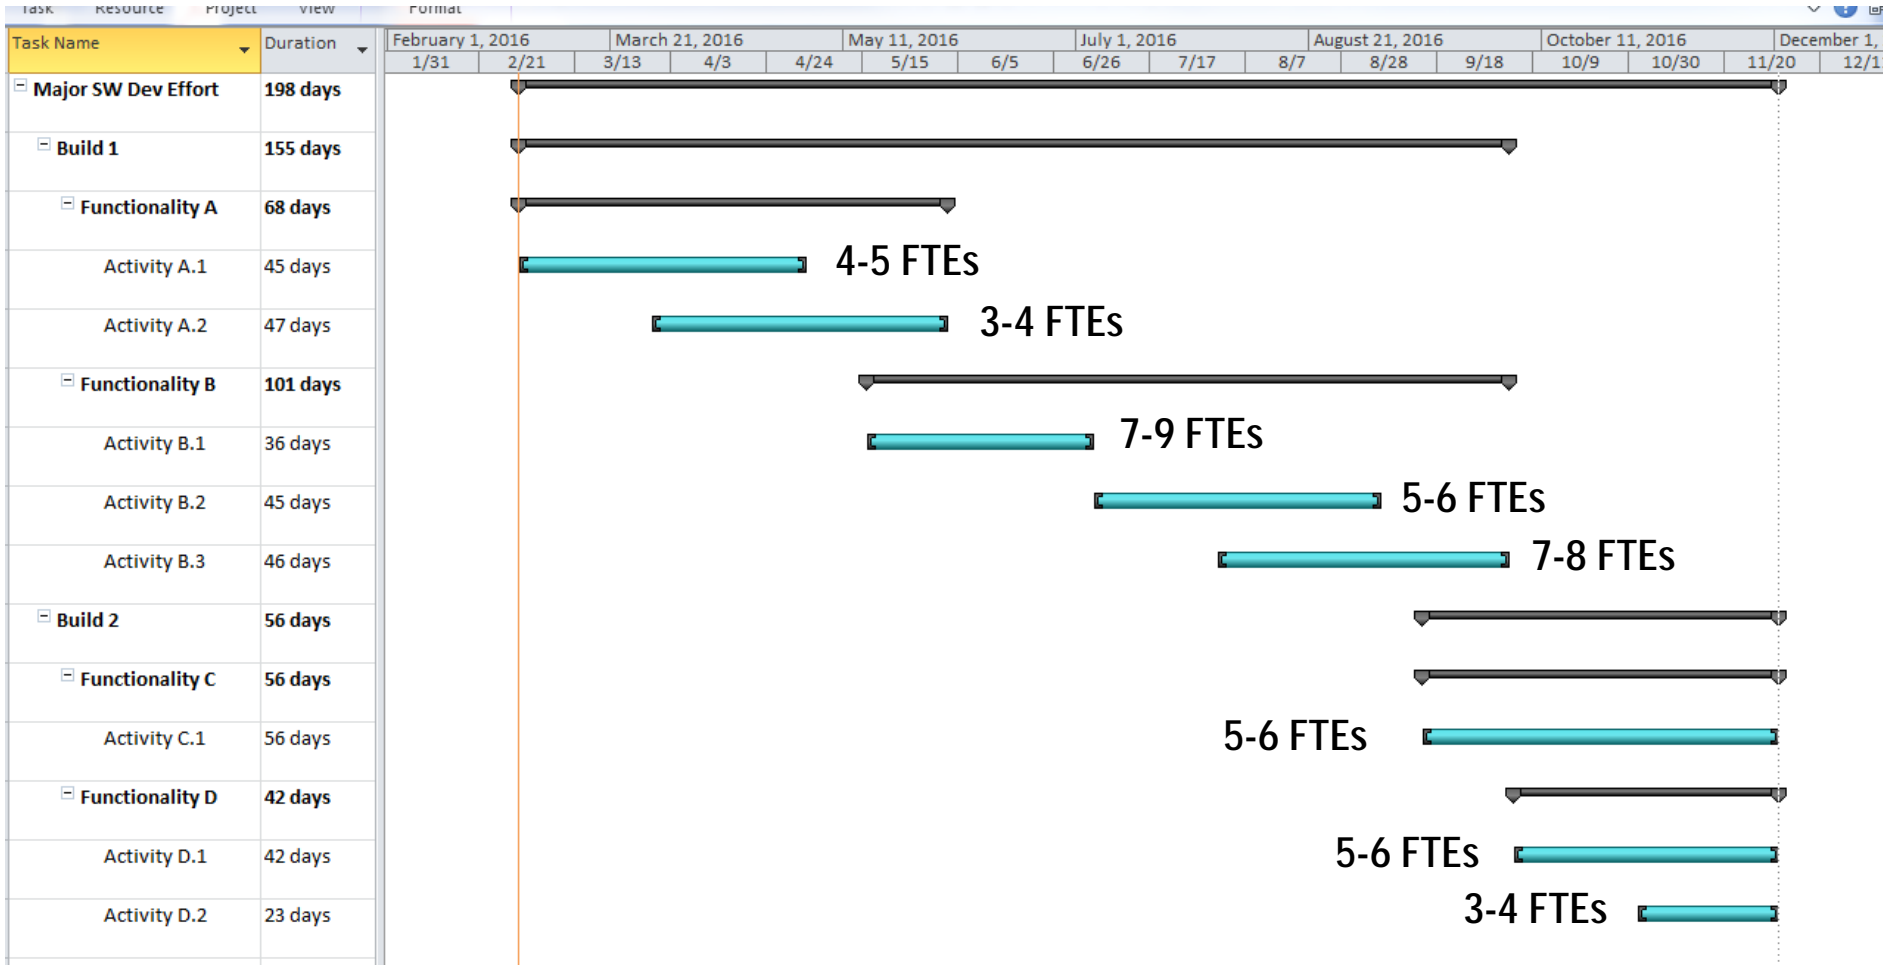 Task Resource Project View Format
Task Name Duration February 1, 2016 March 21, 2016 May 11, 2016 July 1, 2016 August 21, 2016 October 11, 2016 December 1,
1/31 2/21 3/13 4/3 4/24 5/15 6/5 6/26 7/17 8/7 8/28 9/18 10/9 10/30 11/20 12/1
Major SW Dev Effort 198 days
Build 1 155 days
Functionality A 68 days
Activity A.1 45 days 4-5 FTEs
Activity A.2 47 days 3-4 FTEs
Functionality B 101 days
Activity B.1 36 days 7-9 FTEs
Activity B.2 45 days 5-6 FTEs
Activity B.3 46 days 7-8 FTEs
Build 2 56 days
Functionality C 56 days
Activity C.1 56 days 5-6 FTEs
Functionality D 42 days
Activity D.1 42 days 5-6 FTEs
Activity D.2 23 days 3-4 FTEs